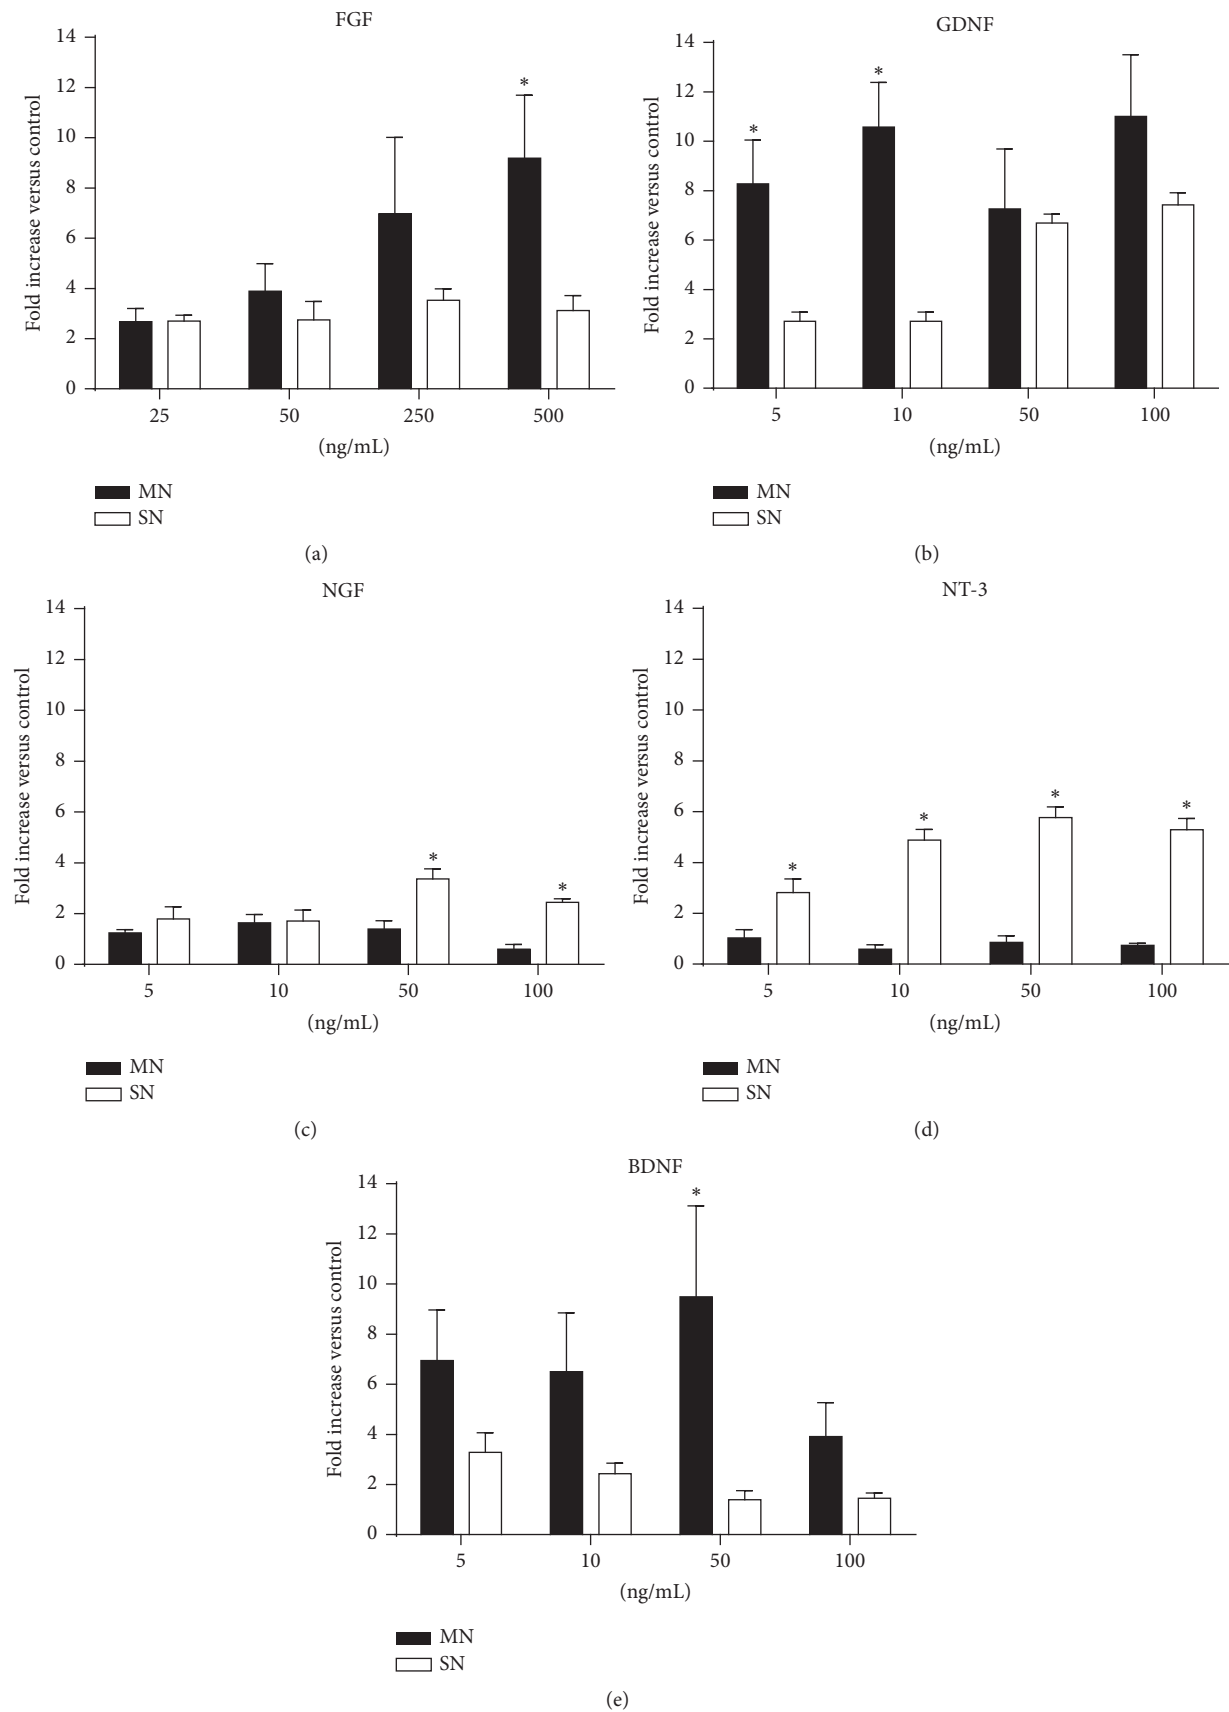 FGF
14
12
10
8
6
4
2
0
Fold increase versus control
*
25 50 250 500
(ng/mL)
MN
SN
(a)
GDNF
14
12
10
8
6
4
2
0
Fold increase versus control
* *
5 10 50 100
(ng/mL)
MN
SN
(b)
NGF
14
12
10
8
6
4
2
0
Fold increase versus control
* *
5 10 50 100
(ng/mL)
MN
SN
(c)
NT-3
14
12
10
8
6
4
2
0
Fold increase versus control
* * * *
5 10 50 100
(ng/mL)
MN
SN
(d)
BDNF
14
12
10
8
6
4
2
0
Fold increase versus control
*
5 10 50 100
(ng/mL)
MN
SN
(e)